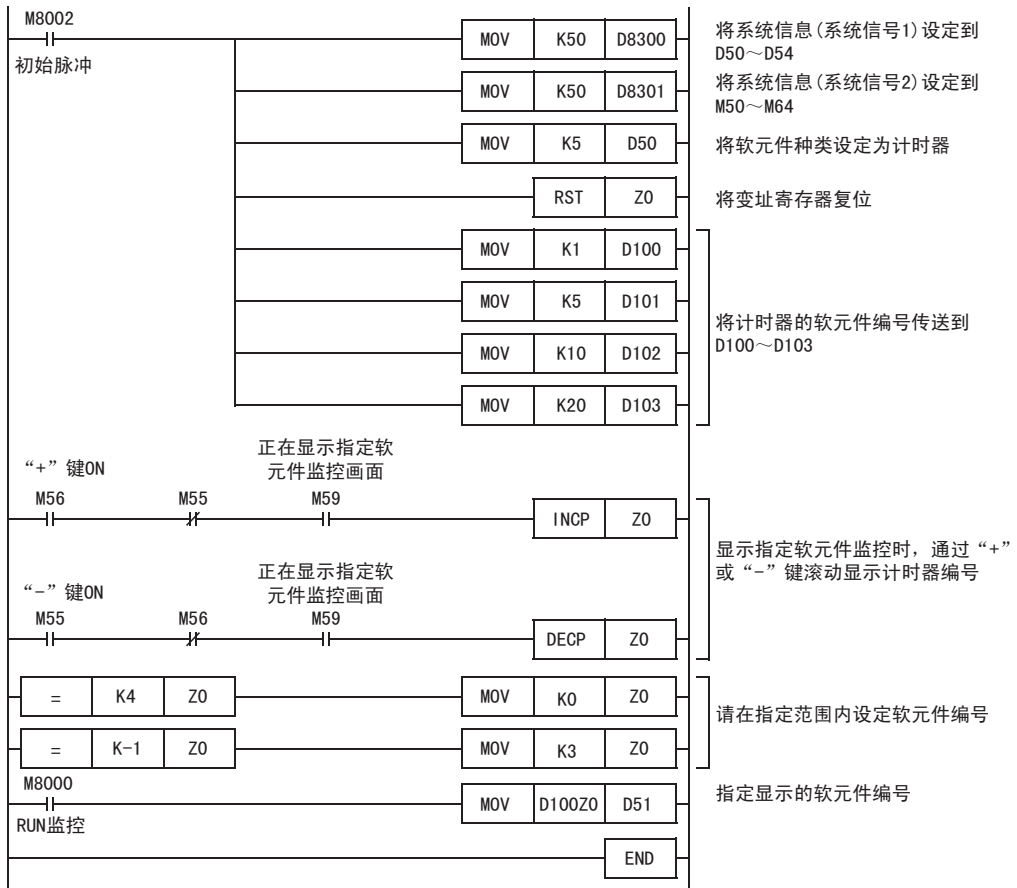 M8002
初始脉冲
MOV K50 D8300
将系统信息(系统信号1)设定到
D50～D54
MOV K50 D8301
将系统信息(系统信号2)设定到
M50～M64
MOV K5 D50
将软元件种类设定为计时器
RST Z0
将变址寄存器复位
MOV K1 D100
MOV K5 D101
MOV K10 D102
MOV K20 D103
将计时器的软元件编号传送到
D100～D103
“+”键ON
正在显示指定软
元件监控画面
M56 M55 M59
INCP Z0
“-”键ON
正在显示指定软
元件监控画面
M55 M56 M59
DECP Z0
显示指定软元件监控时，通过“+”
或“-”键滚动显示计时器编号
= K4 Z0 MOV K0 Z0
= K-1 Z0 MOV K3 Z0
请在指定范围内设定软元件编号
M8000
RUN监控
MOV D100Z0 D51
指定显示的软元件编号
END